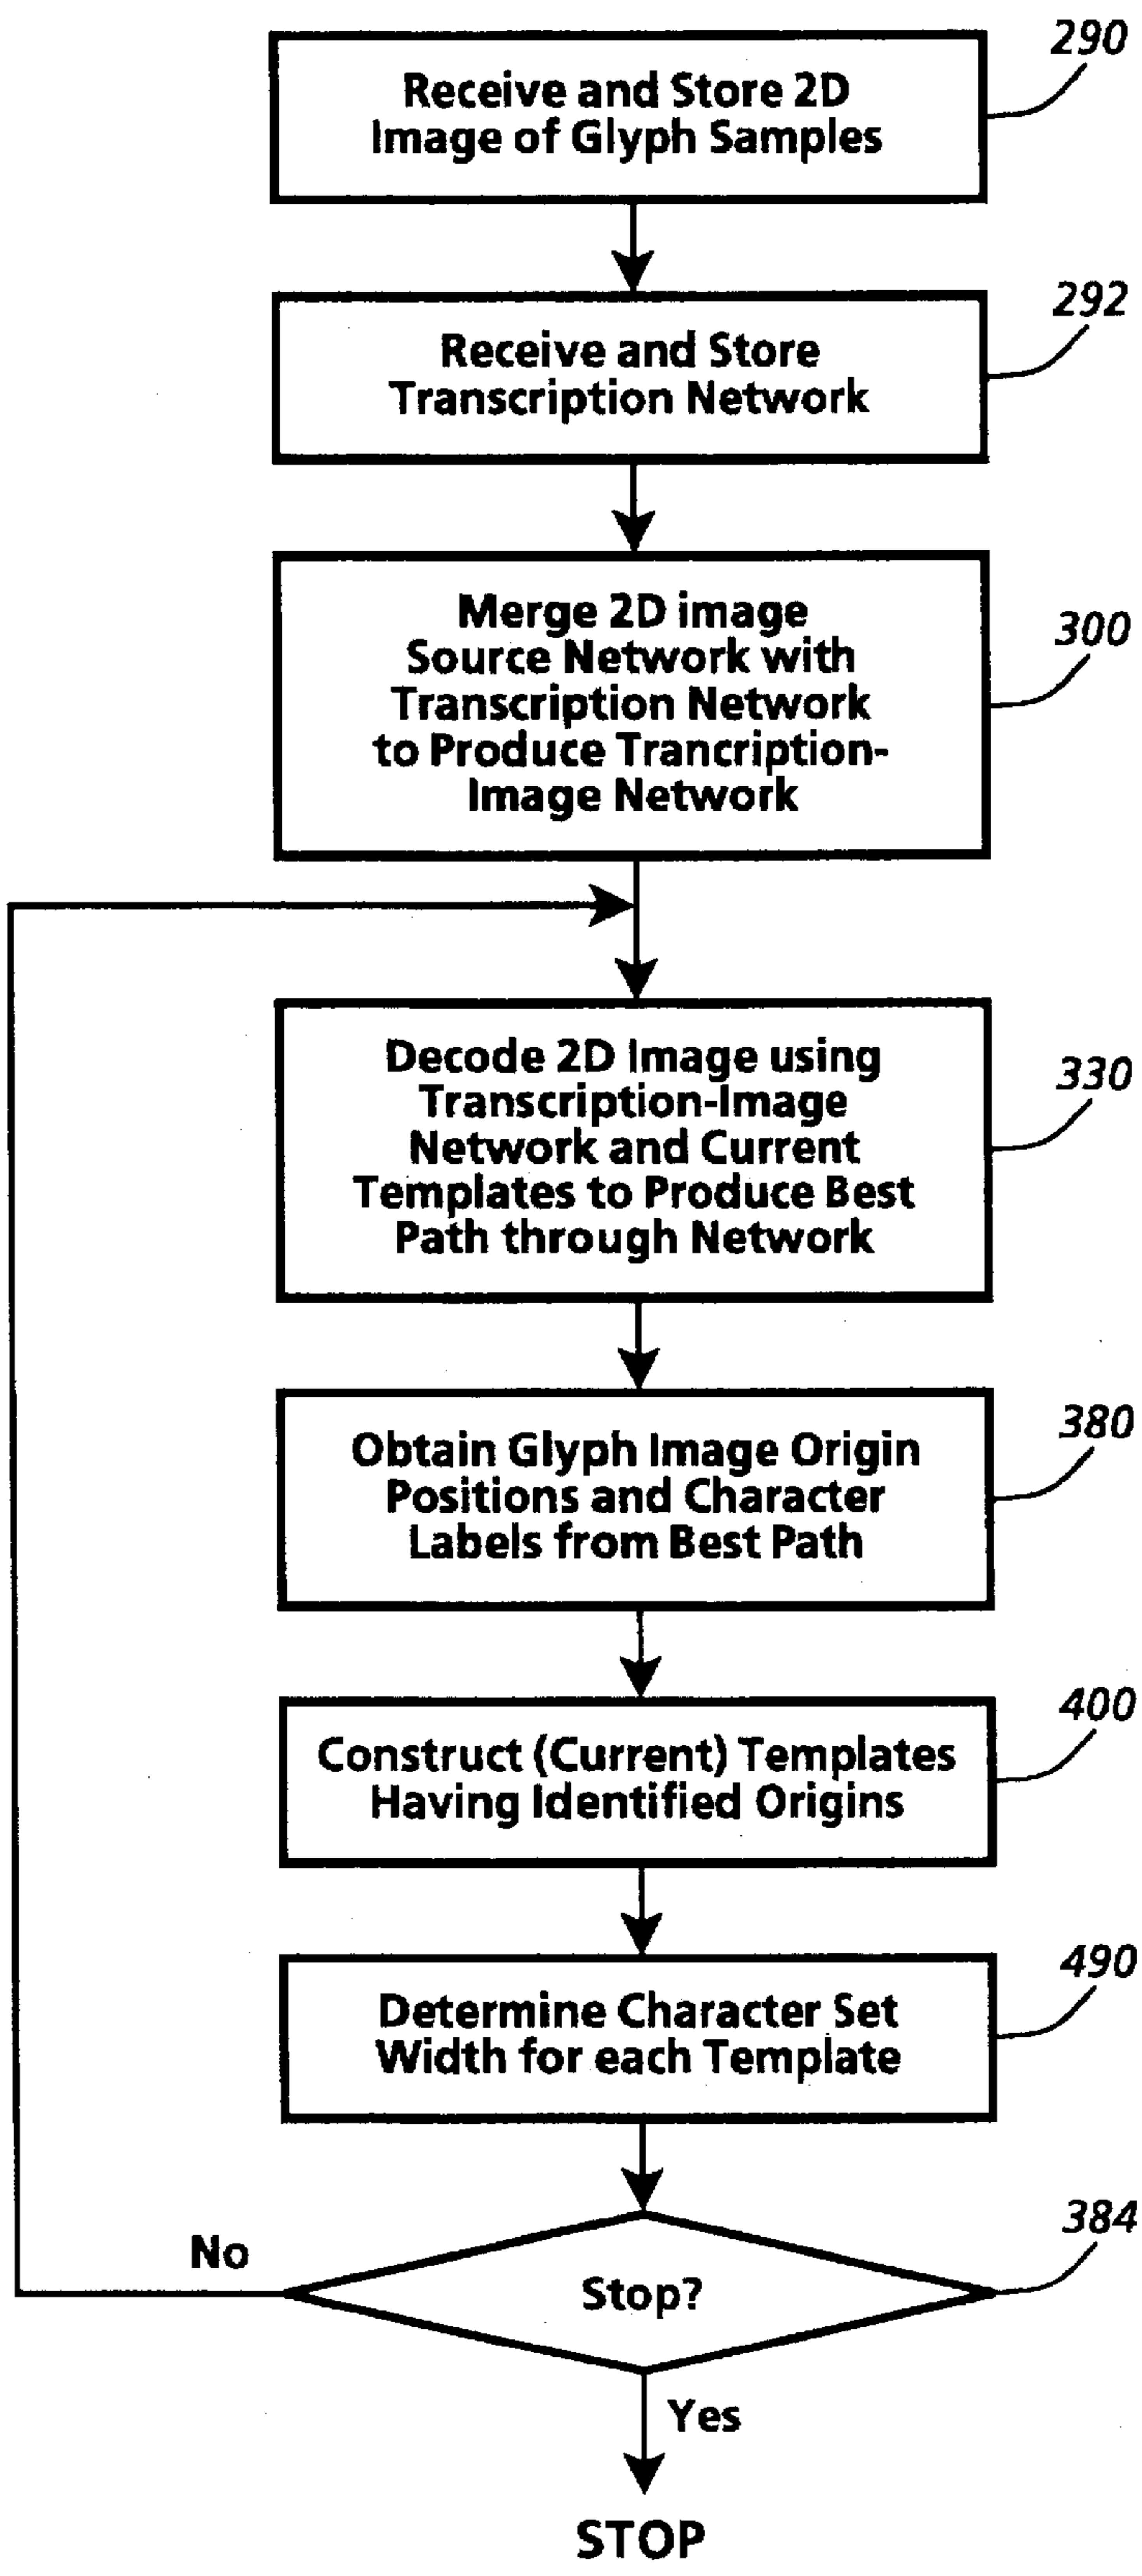 290
Receive and Store 2D
Image of Glyph Samples
292
Receive and Store
Transcription Network
300
Merge 2D image
Source Network with
Transcription Network
to Produce Trancription-
Image Network
330
Decode 2D Image using
Transcription-Image
Network and Current
Templates to Produce Best
Path through Network
380
Obtain Glyph Image Origin
Positions and Character
Labels from Best Path
400
Construct (Current) Templates
Having Identified Origins
490
Determine Character Set
Width for each Template
384
No
Stop?
Yes
STOP